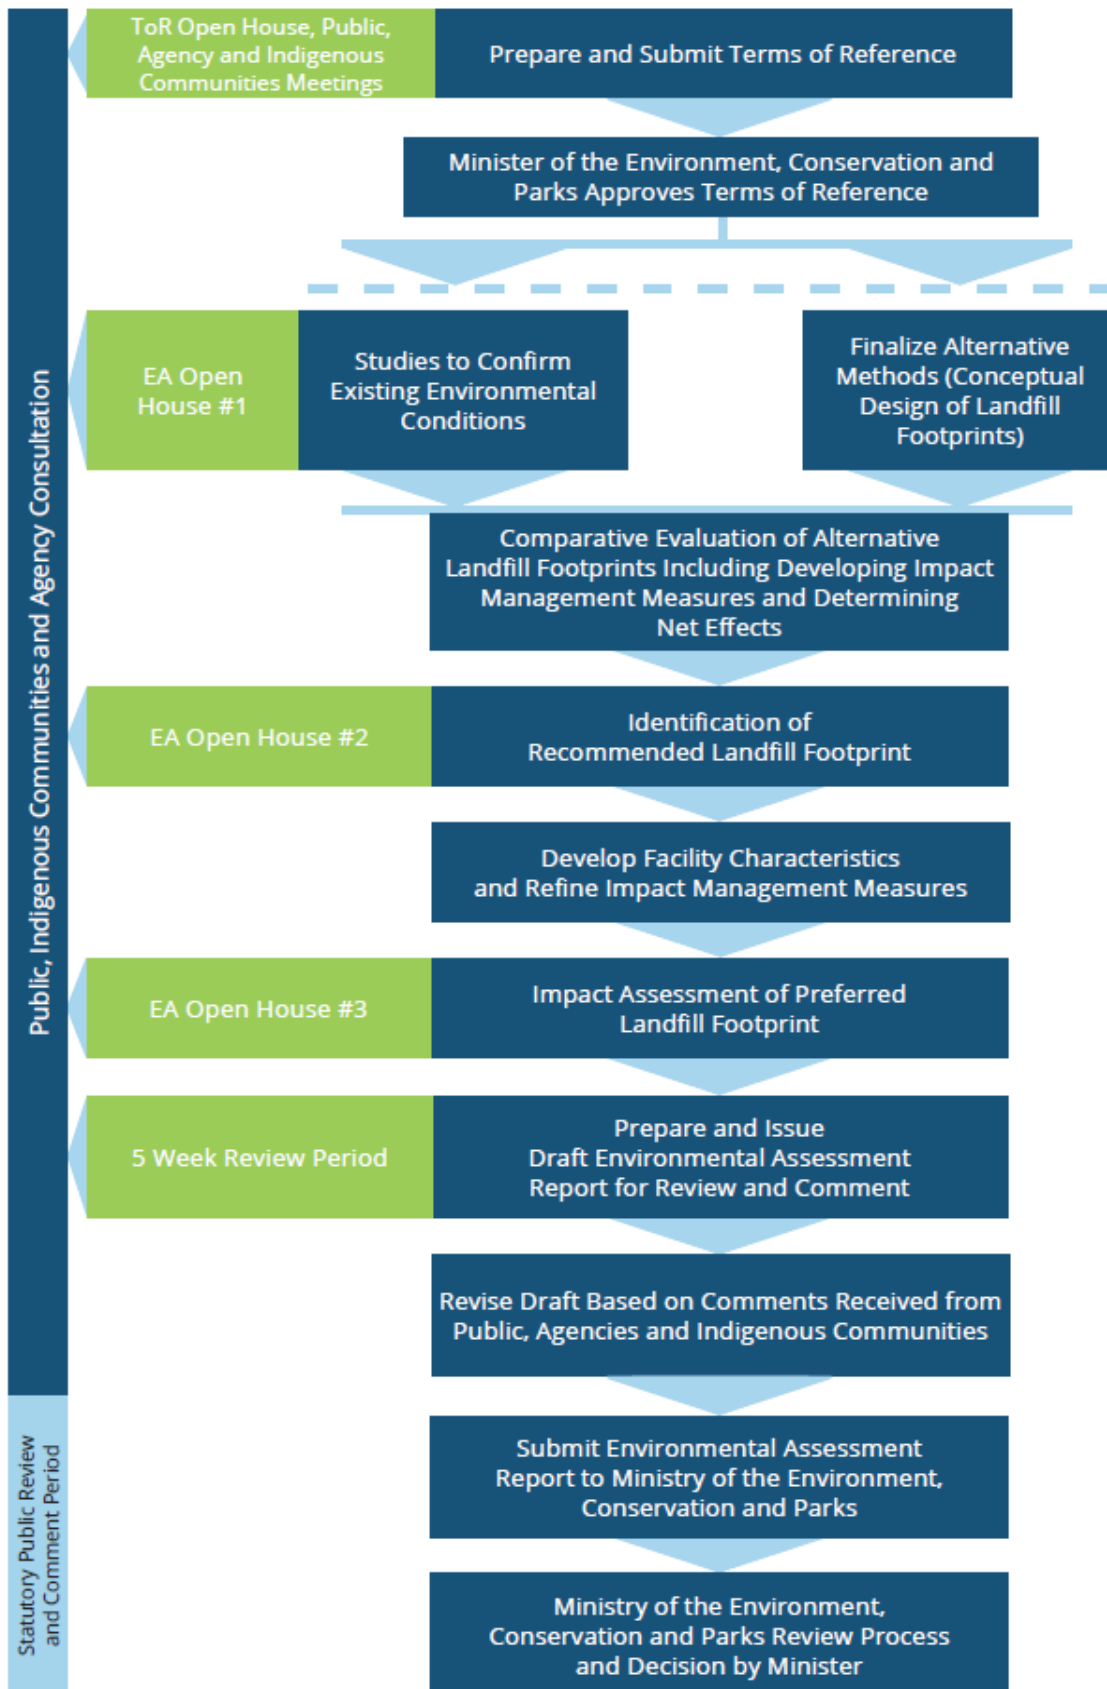 ToR Open House, Public,
Agency and Indigenous
Communities Meetings
Prepare and Submit Terms of Reference
Minister of the Environment, Conservation and
Parks Approves Terms of Reference
EA Open
House #1
Studies to Confirm
Existing Environmental
Conditions
Finalize Alternative
Methods (Conceptual
Design of Landfill
Footprints)
Comparative Evaluation of Alternative
Landfill Footprints Including Developing Impact
Management Measures and Determining
Net Effects
EA Open House #2
Identification of
Recommended Landfill Footprint
Develop Facility Characteristics
and Refine Impact Management Measures
EA Open House #3
Impact Assessment of Preferred
Landfill Footprint
5 Week Review Period
Prepare and Issue
Draft Environmental Assessment
Report for Review and Comment
Revise Draft Based on Comments Received from
Public, Agencies and Indigenous Communities
Submit Environmental Assessment
Report to Ministry of the Environment,
Conservation and Parks
Ministry of the Environment,
Conservation and Parks Review Process
and Decision by Minister
Public, Indigenous Communities and Agency Consultation
Statutory Public Review
and Comment Period